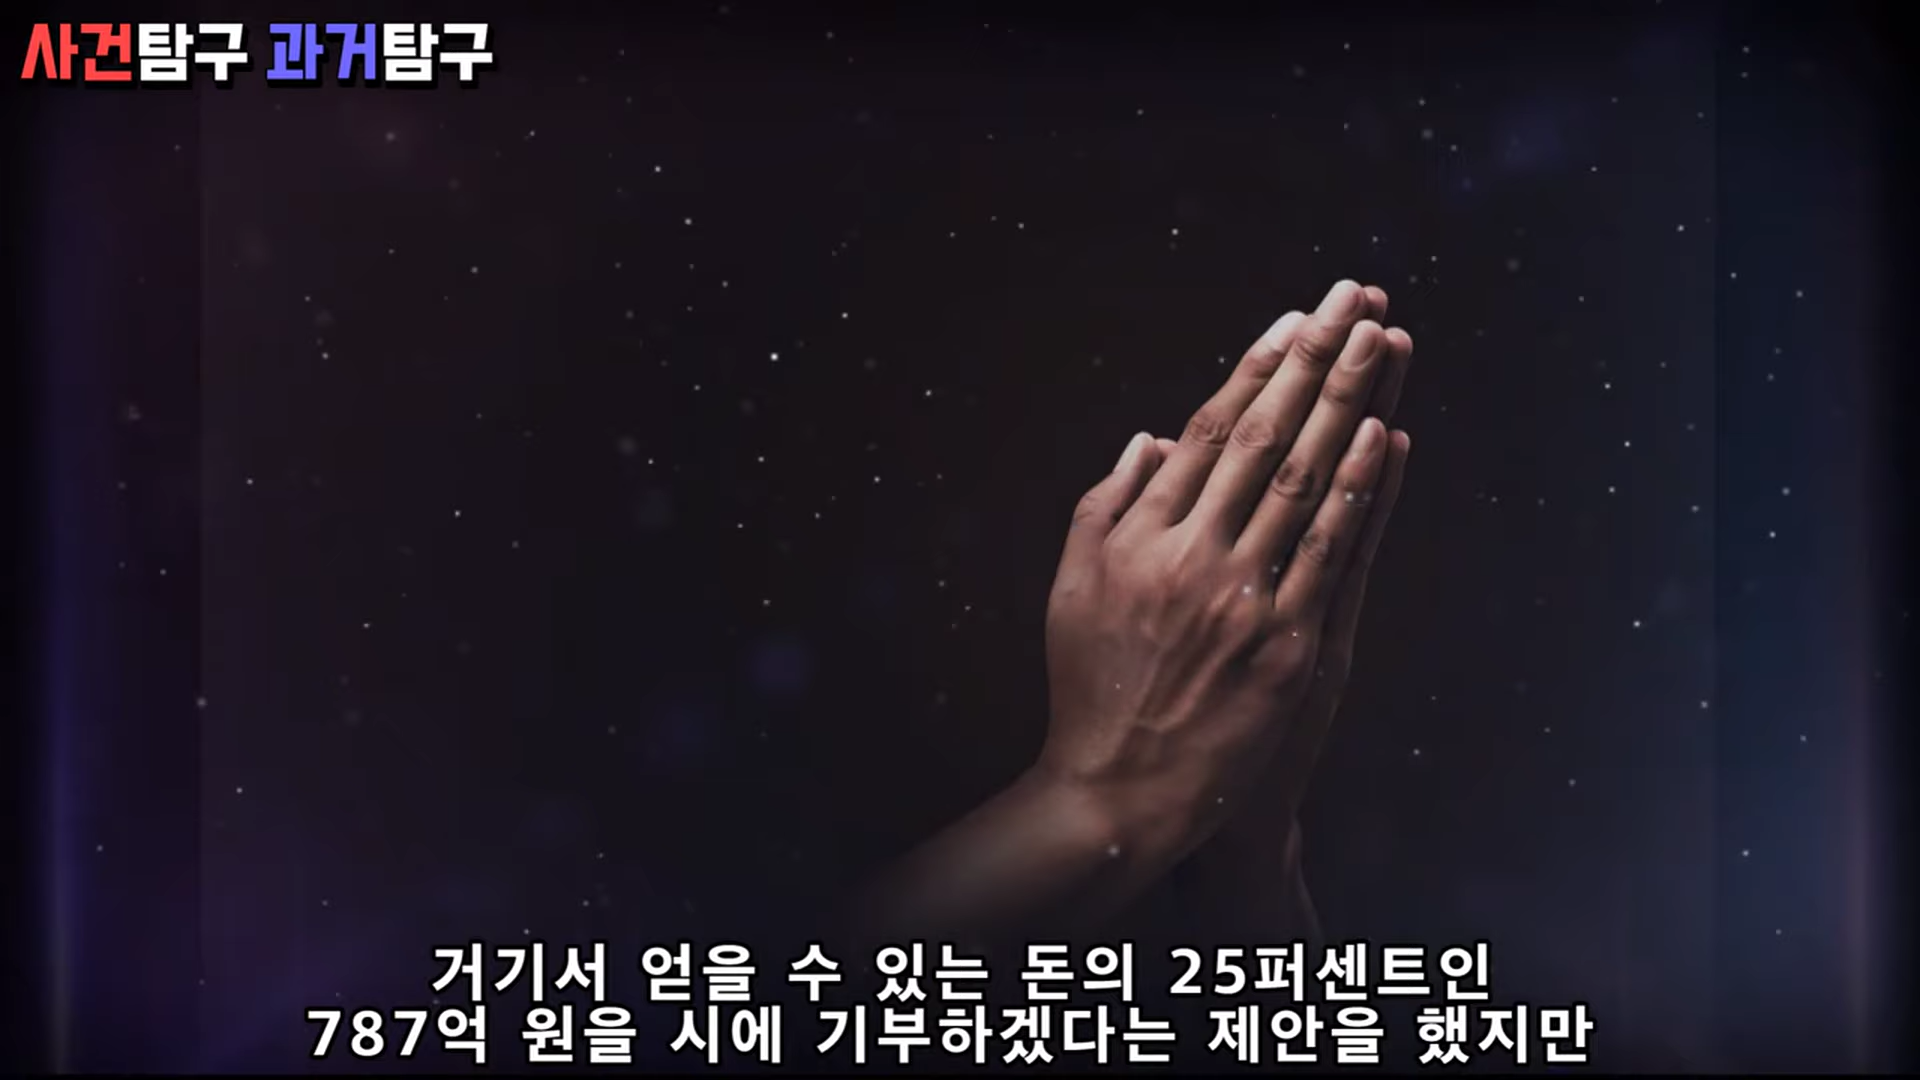 사건탐구 과거탐구
거기서 얻을 수 있는 돈의 25퍼센트인
787억 원을 시에 기부하겠다는 제안을 했지만